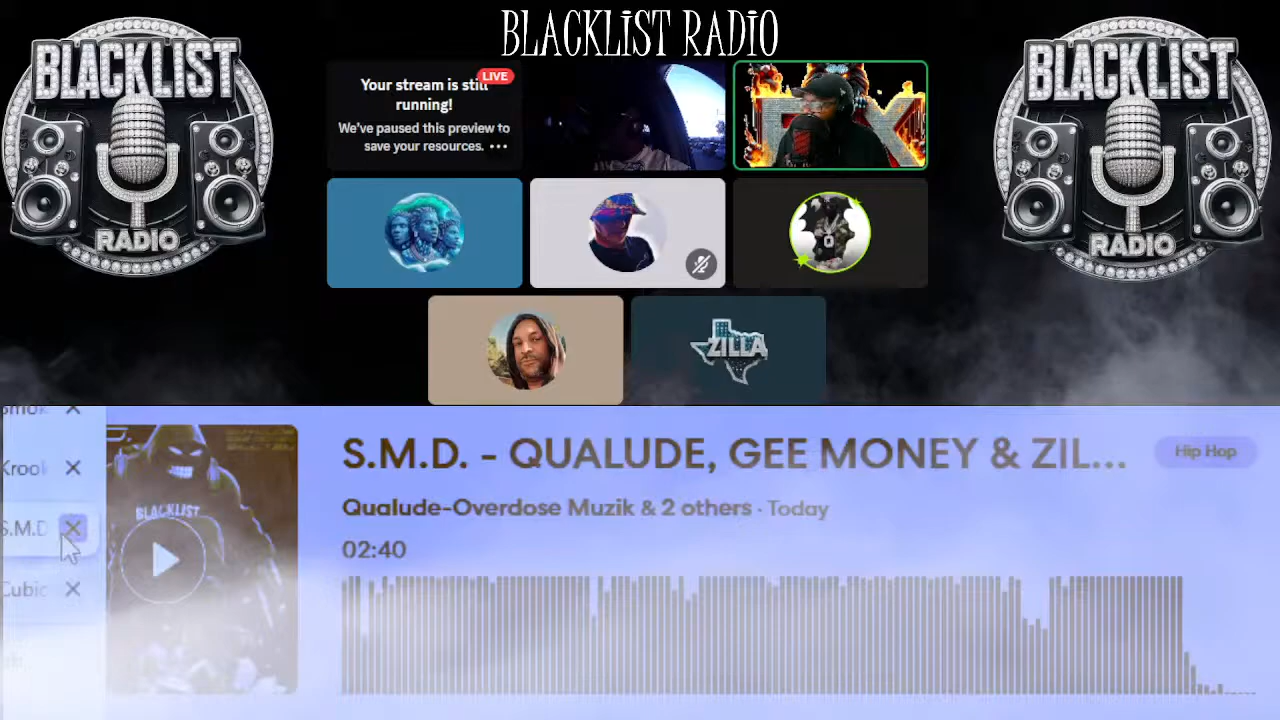 BLACKLIST RADIO
BLACKLIST
RADIO
BLACKLIST
RADIO
LIVE
Your stream is still
running!
We've paused this preview to
save your resources.
ZILLA
Krook
S.M.D
Cubic
BLACKLIST
S.M.D. - QUALUDE, GEE MONEY & ZIL...
Hip Hop
Qualude-Overdose Muzik & 2 others · Today
02:40